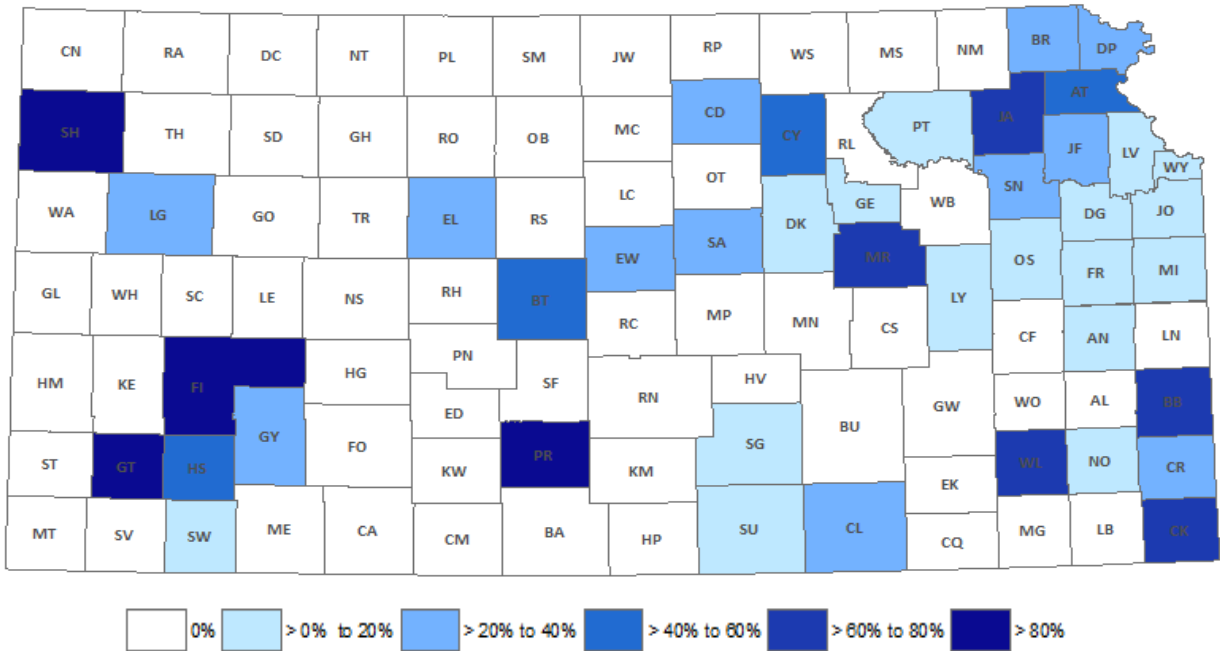 CN RA DC NT PL SM JW RP WS MS NM BR DP
SH TH SD GH RO OB MC CD CY RL PT JA AT
JF LV WY
WA LG GO TR EL RS LC OT DK GE WB SN DG JO
EW SA MR OS FR MI
GL WH SC LE NS RH BT RC MP MN CS LY CF AN LN
HM KE FI HG PN SF RN HV
ED BU GW WO AL BB
ST GT HS GY FO KW PR KM SG EK WL NO CR
MT SV SW ME CA CM BA HP SU CL CQ MG LB CK
0% > 0% to 20% > 20% to 40% > 40% to 60% > 60% to 80% > 80%